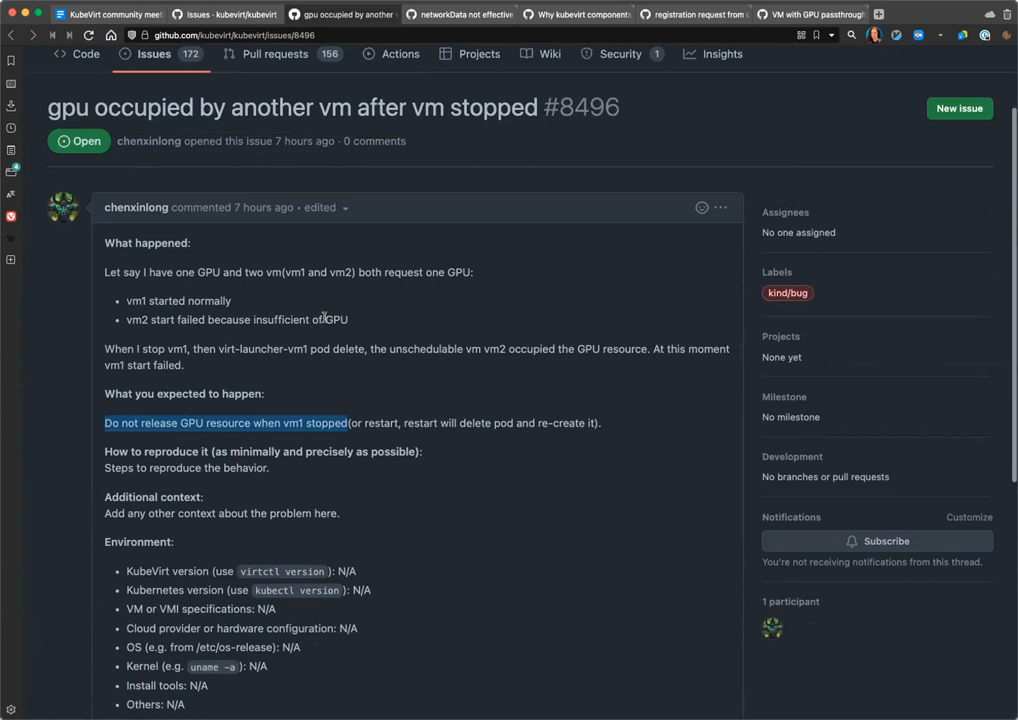 KubeVirt community meet
Issues · kubevirt/kubevirt
gpu occupied by another
networkData not effective
Why kubevirt components
registration request from c
VM with GPU passthrough
github.com/kubevirt/kubevirt/issues/8496
4
Code
Issues 172
Pull requests 156
Actions
Projects
Wiki
Security 1
Insights
gpu occupied by another vm after vm stopped #8496
New issue
Open
chenxinlong opened this issue 7 hours ago · 0 comments
chenxinlong commented 7 hours ago • edited
What happened:
Let say I have one GPU and two vm(vm1 and vm2) both request one GPU:
• vm1 started normally
• vm2 start failed because insufficient of GPU
When I stop vm1, then virt-launcher-vm1 pod delete, the unschedulable vm vm2 occupied the GPU resource. At this moment
vm1 start failed.
What you expected to happen:
Do not release GPU resource when vm1 stopped(or restart, restart will delete pod and re-create it).
How to reproduce it (as minimally and precisely as possible):
Steps to reproduce the behavior.
Additional context:
Add any other context about the problem here.
Environment:
• KubeVirt version (use virtctl version): N/A
• Kubernetes version (use kubectl version): N/A
• VM or VMI specifications: N/A
• Cloud provider or hardware configuration: N/A
• OS (e.g. from /etc/os-release): N/A
• Kernel (e.g. uname -a): N/A
• Install tools: N/A
• Others: N/A
Assignees
No one assigned
Labels
kind/bug
Projects
None yet
Milestone
No milestone
Development
No branches or pull requests
Notifications
Customize
Subscribe
You're not receiving notifications from this thread.
1 participant